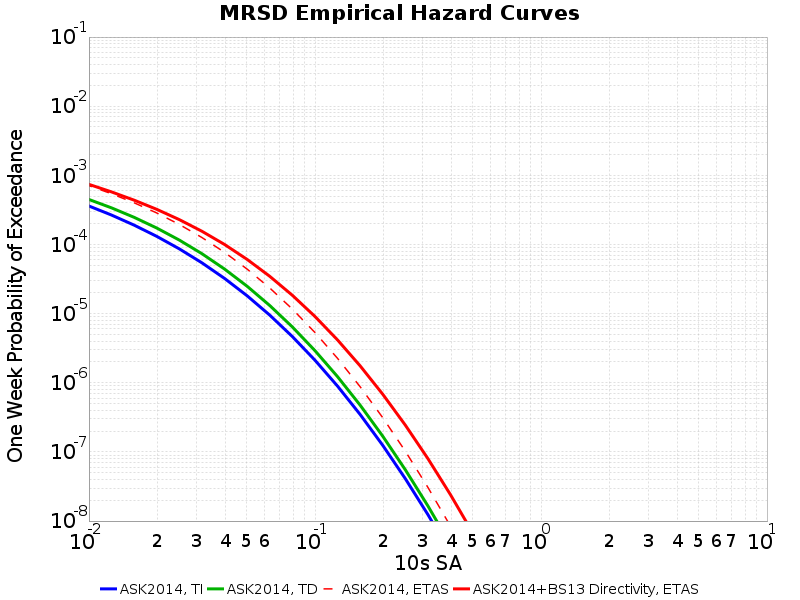 MRSD Empirical Hazard Curves
One Week Probability of Exceedance
10^-1
10^-2
10^-3
10^-4
10^-5
10^-6
10^-7
10^-8
10^-2 2 3 4 5 6 10^-1 2 3 4 5 6 7 10^0 2 3 4 5 6 7 10^1
10s SA
ASK2014, TI ASK2014, TD ASK2014, ETAS ASK2014+BS13 Directivity, ETAS